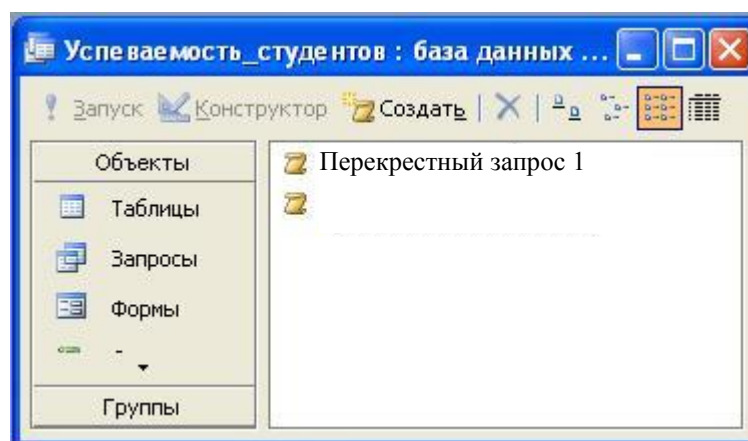 Успеваемость_студентов : база данных ...
Запуск Конструктор Создать
Объекты
Перекрестный запрос 1
Таблицы
Запросы
Формы
-
Группы